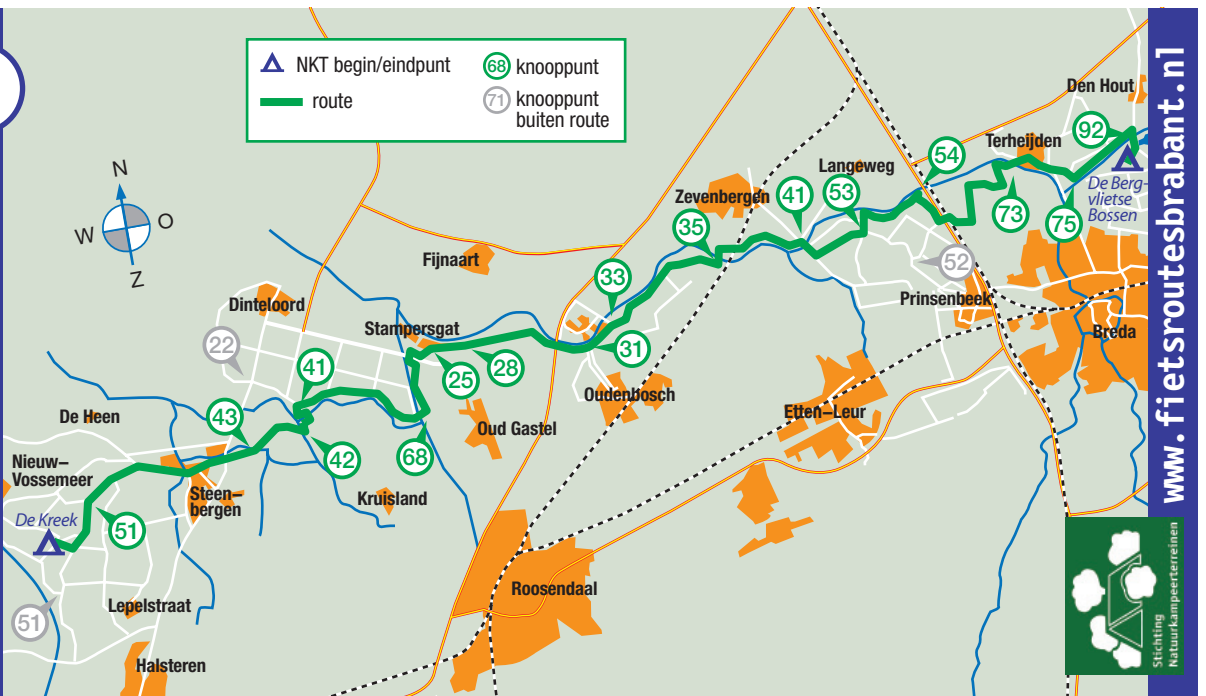 NKT begin/eindpunt
route
68 knooppunt
71 knooppunt
buiten route
N
W
O
Z
Den Hout
92
De Berg-
vlietse
Bossen
54
Terheijden
Langeweg
53
41
Zevenbergen
35
73
75
52
Prinsenbeek
Breda
Fijnaart
33
Dinteloord
Stampersgat
22
31
28
25
41
Oudenbosch
Etten–Leur
De Heen
43
Oud Gastel
42
68
Nieuw–
Vossemeer
Steen–
bergen
Kruisland
De Kreek
51
Roosendaal
51
Lepelstraat
Halsteren
www.fietsroutesbrabant.nl
Stichting
Natuurkampeerterreinen